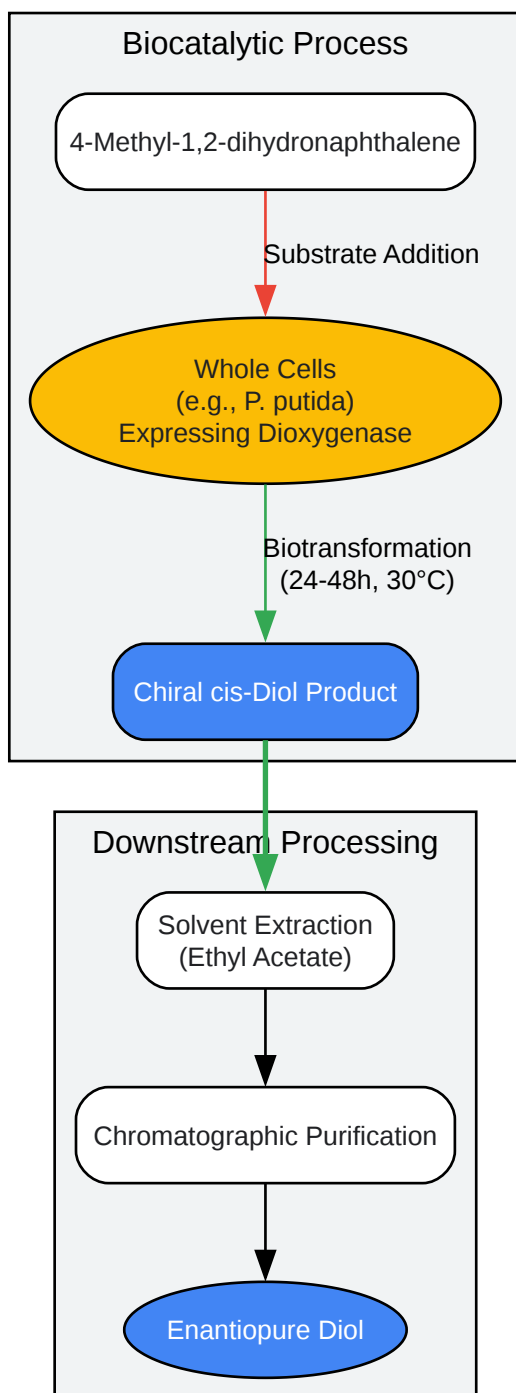 Biocatalytic Process
4-Methyl-1,2-dihydronaphthalene
Substrate Addition
Whole Cells
(e.g., P. putida)
Expressing Dioxygenase
Biotransformation
(24-48h, 30°C)
Chiral cis-Diol Product
Downstream Processing
Solvent Extraction
(Ethyl Acetate)
Chromatographic Purification
Enantiopure Diol